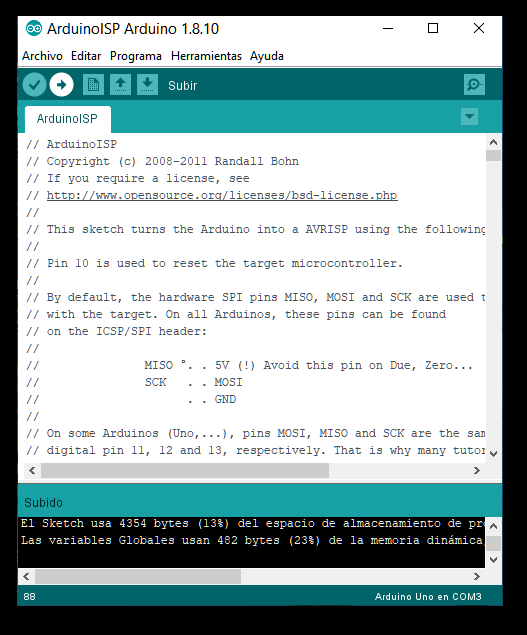 ArduinoISP Arduino 1.8.10
Archivo Editar Programa Herramientas Ayuda
Subir
ArduinoISP
// ArduinoISP
// Copyright (c) 2008-2011 Randall Bohn
// If you require a license, see
// http://www.opensource.org/licenses/bsd-license.php
//
// This sketch turns the Arduino into a AVRISP using the following
//
// Pin 10 is used to reset the target microcontroller.
//
// By default, the hardware SPI pins MISO, MOSI and SCK are used t
// with the target. On all Arduinos, these pins can be found
// on the ICSP/SPI header:
//
//               MISO °. . 5V (!) Avoid this pin on Due, Zero...
//               SCK   . . MOSI
//                     . . GND
//
// On some Arduinos (Uno,...), pins MOSI, MISO and SCK are the sam
// digital pin 11, 12 and 13, respectively. That is why many tutor
Subido
El Sketch usa 4354 bytes (13%) del espacio de almacenamiento de pro
Las variables Globales usan 482 bytes (23%) de la memoria dinámica,
88
Arduino Uno en COM3